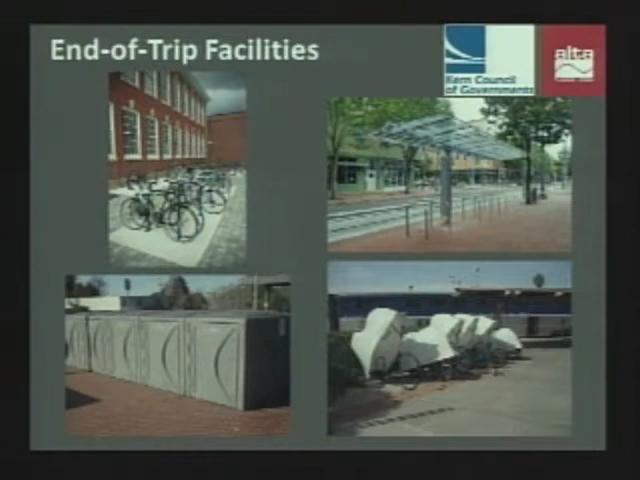 End-of-Trip Facilities
Kern Council
of Governments
alta